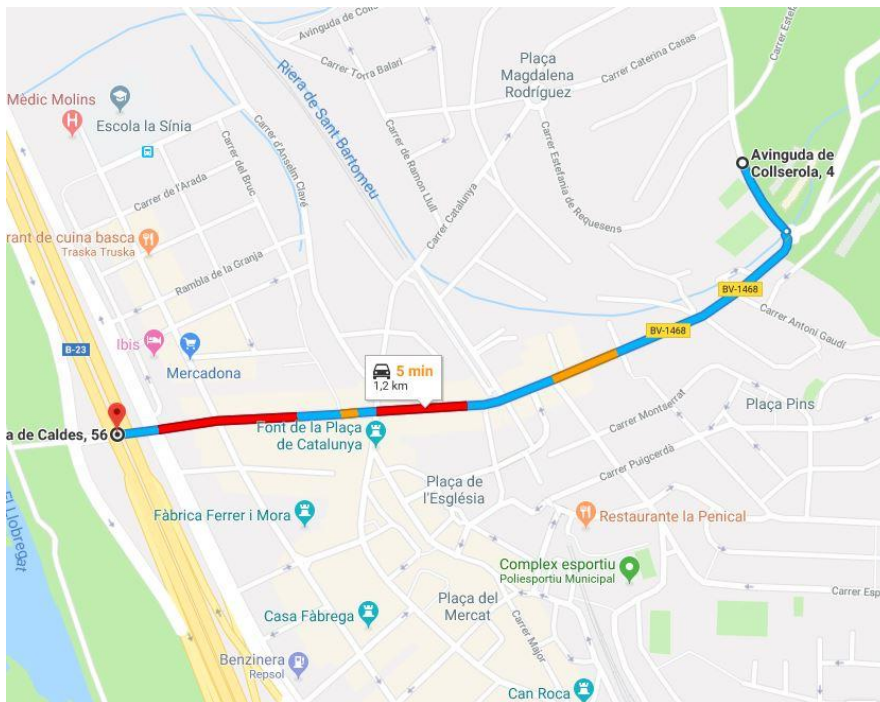 Avinguda de Collser
Carrer Torra Balari
Riera de Sant Bartomeu
Plaça
Magdalena
Rodríguez
Carrer Caterina Casas
Carrer Estef
Mèdic Molins
Escola la Sínia
Carrer d'Anselm Clavé
Carrer del Bruc
Carrer de Ramon Llull
Carrer Estefania de Requesens
Avinguda de
Collserola, 4
Carrer de l'Arada
Carrer Catalunya
rant de cuina basca
Traska Truska
Rambla de la Granja
BV-1468
BV-1468
Carrer Antoni Gaudí
B-23
Ibis
Mercadona
5 min
1,2 km
a de Caldes, 56
Font de la Plaça
de Catalunya
Carrer Montserrat
Plaça Pins
Carrer Puigcerdà
Plaça de
l'Església
El Llobregat
Fàbrica Ferrer i Mora
Restaurante la Penical
Complex esportiu
Poliesportiu Municipal
Carrer Esp
Casa Fàbrega
Plaça del
Mercat
Carrer Major
Benzinera
Repsol
Can Roca